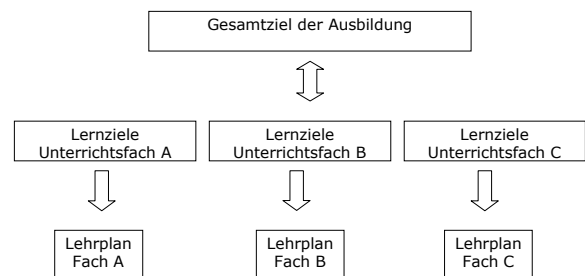 Gesamtziel der Ausbildung
Lernziele
Unterrichtsfach A
Lernziele
Unterrichtsfach B
Lernziele
Unterrichtsfach C
Lehrplan
Fach A
Lehrplan
Fach B
Lehrplan
Fach C